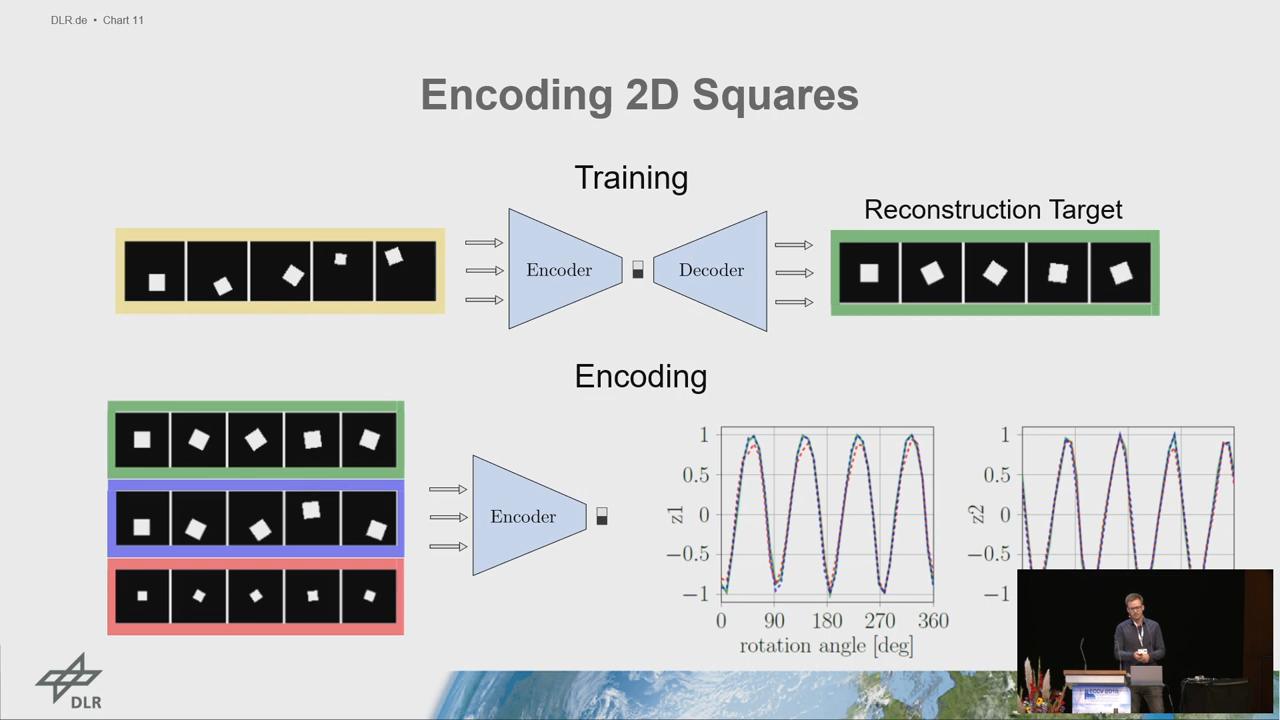 DLR.de • Chart 11
Encoding 2D Squares
Training
Reconstruction Target
Encoder
Decoder
Encoding
Encoder
z1
1
0.5
0
−0.5
−1
0
90
180
270
360
rotation angle [deg]
z2
1
0.5
0
−0.5
−1
DLR
ECCV 2018